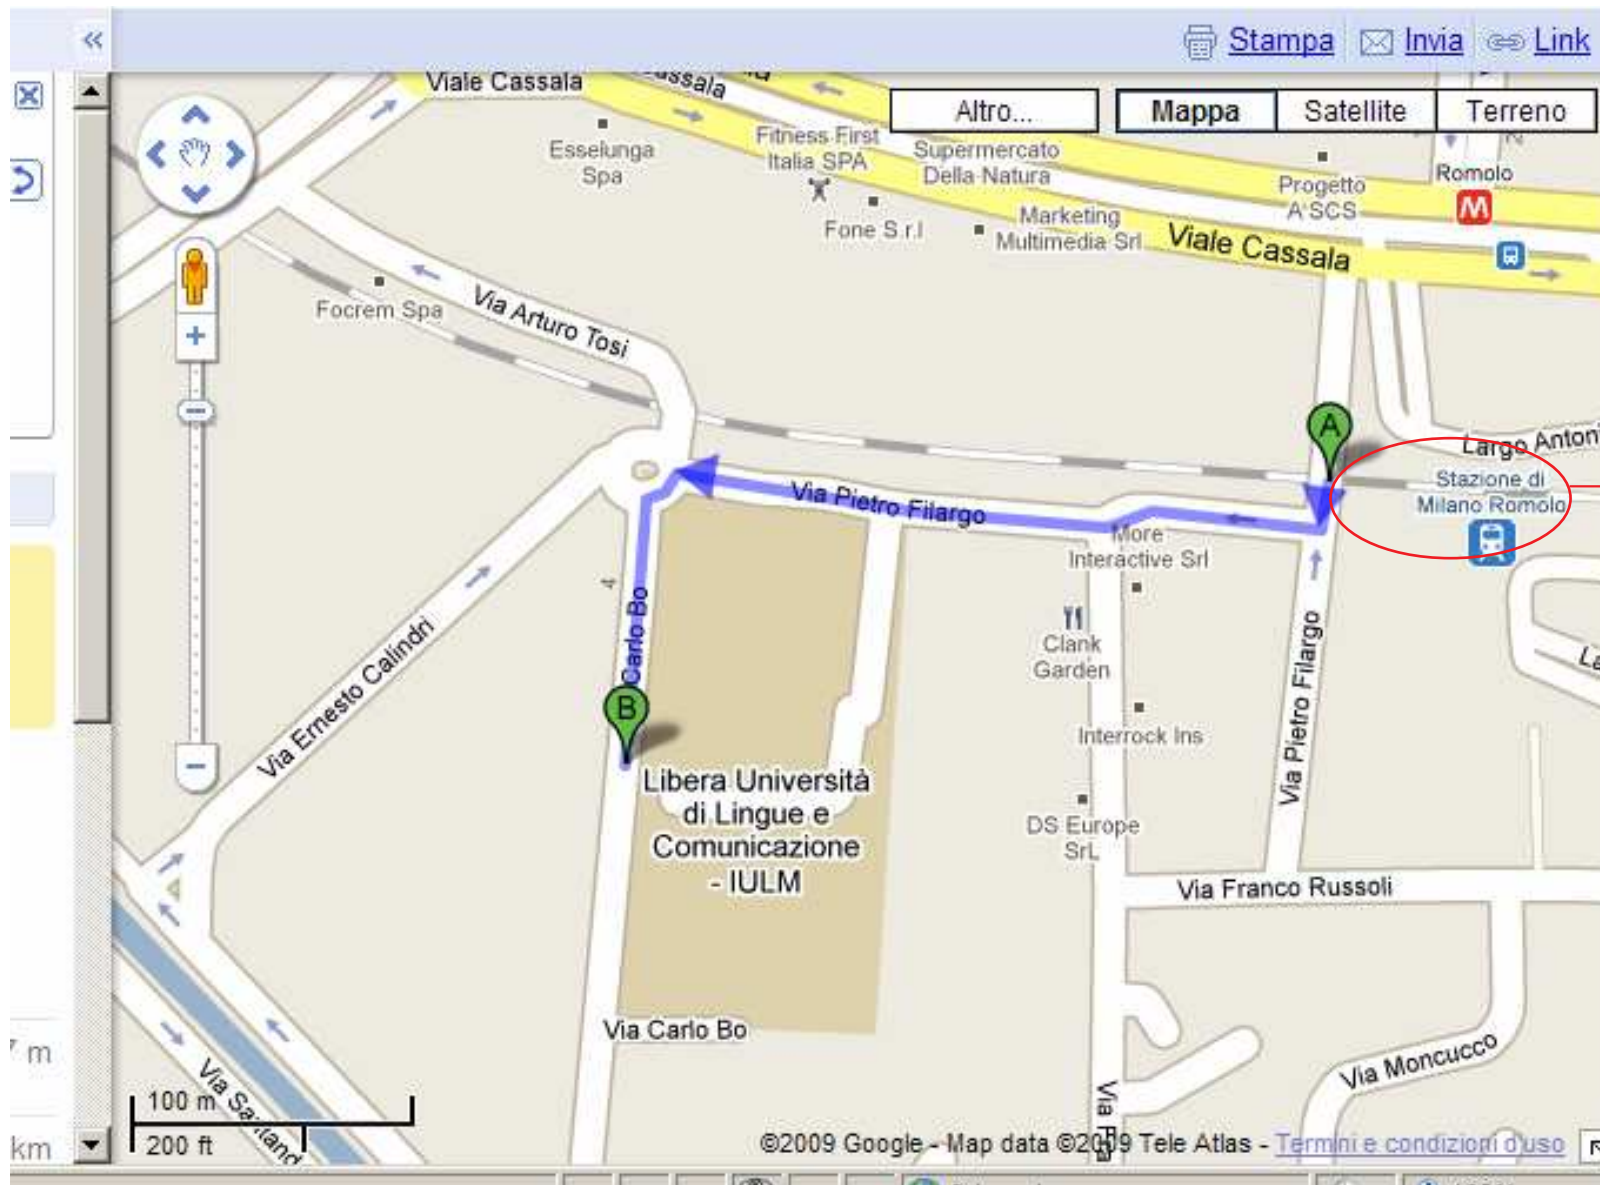 Stampa Invia Link
Altro... Mappa Satellite Terreno
Viale Cassala
Cassala
Esselunga
Spa
Fitness First
Italia SPA
Supermercato
Della Natura
Fone S.r.l
Marketing
Multimedia Srl
Progetto
A'SCS
Romolo
M
Viale Cassala
Focrem Spa
Via Arturo Tosi
A
Largo Anton
Stazione di
Milano Romolo
Via Pietro Filargo
More
Interactive Srl
4
Carlo Bo
Clank
Garden
Via Ernesto Calindri
B
Interrock Ins
Via Pietro Filargo
Libera Università
di Lingue e
Comunicazione
- IULM
DS Europe
SrL
Via Franco Russoli
Via Carlo Bo
Via Moncucco
m
km
100 m
200 ft
©2009 Google - Map data ©2009 Tele Atlas - Termini e condizioni d'uso